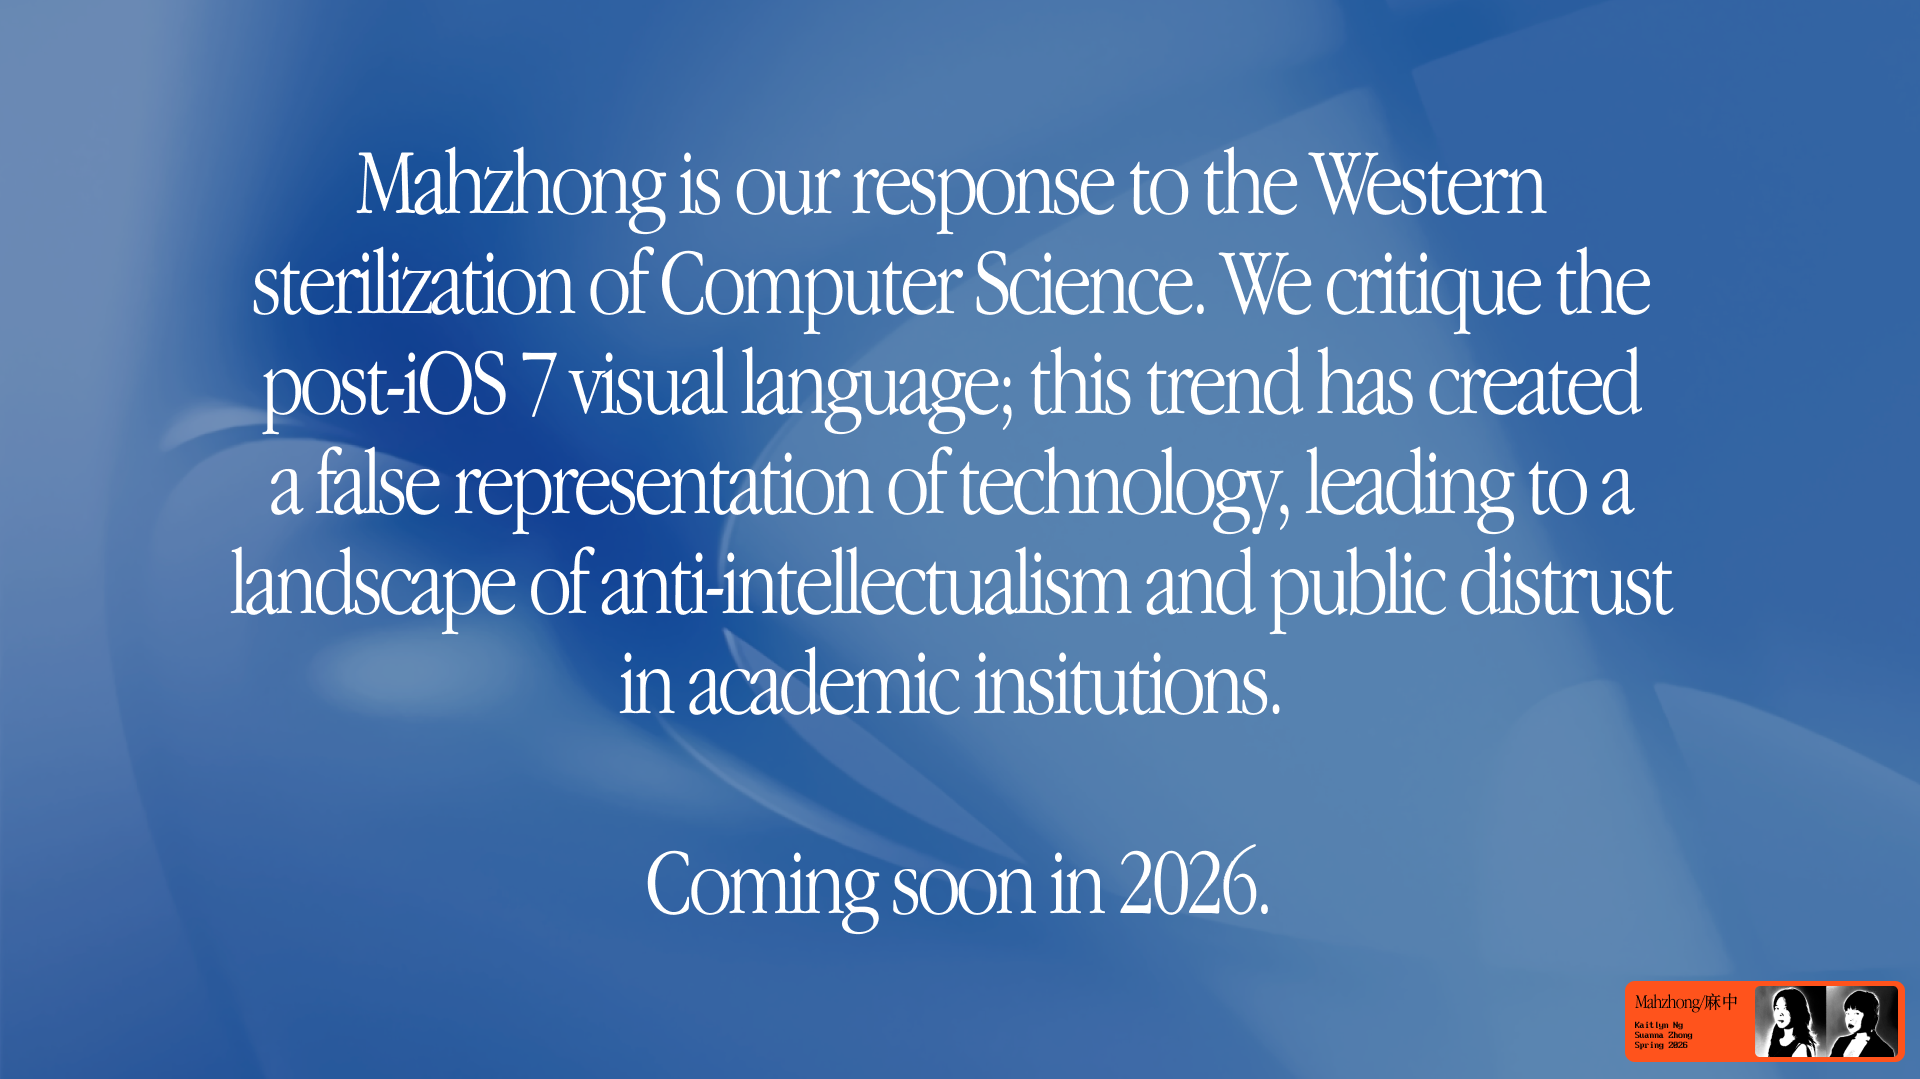 Mahzhong is our response to the Western
sterilization of Computer Science. We critique the
post-iOS 7 visual language; this trend has created
a false representation of technology, leading to a
landscape of anti-intellectualism and public distrust
in academic insitutions.
Coming soon in 2026.
Mahzhong/麻中
Kaitlyn Ng
Suanna Zhong
Spring 2026